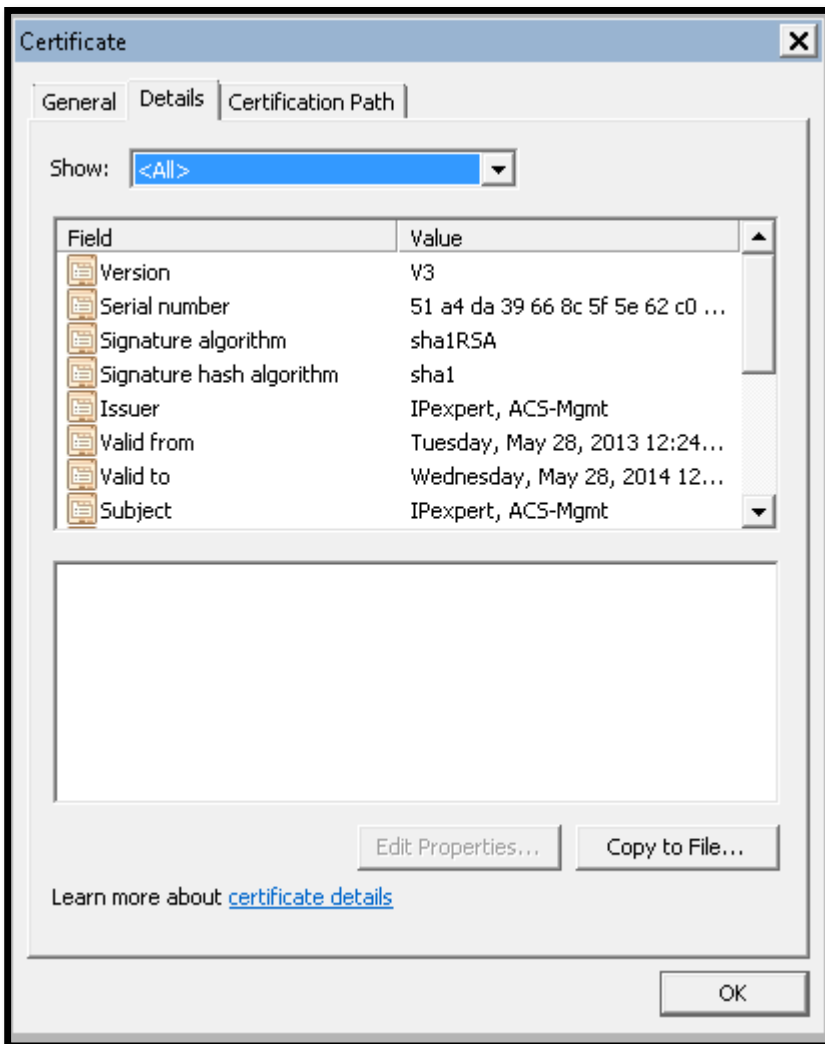 Certificate
General Details Certification Path
Show: <All>
Field Value
Version V3
Serial number 51 a4 da 39 66 8c 5f 5e 62 c0 ...
Signature algorithm sha1RSA
Signature hash algorithm sha1
Issuer IPexpert, ACS-Mgmt
Valid from Tuesday, May 28, 2013 12:24...
Valid to Wednesday, May 28, 2014 12...
Subject IPexpert, ACS-Mgmt
Edit Properties... Copy to File...
Learn more about certificate details
OK